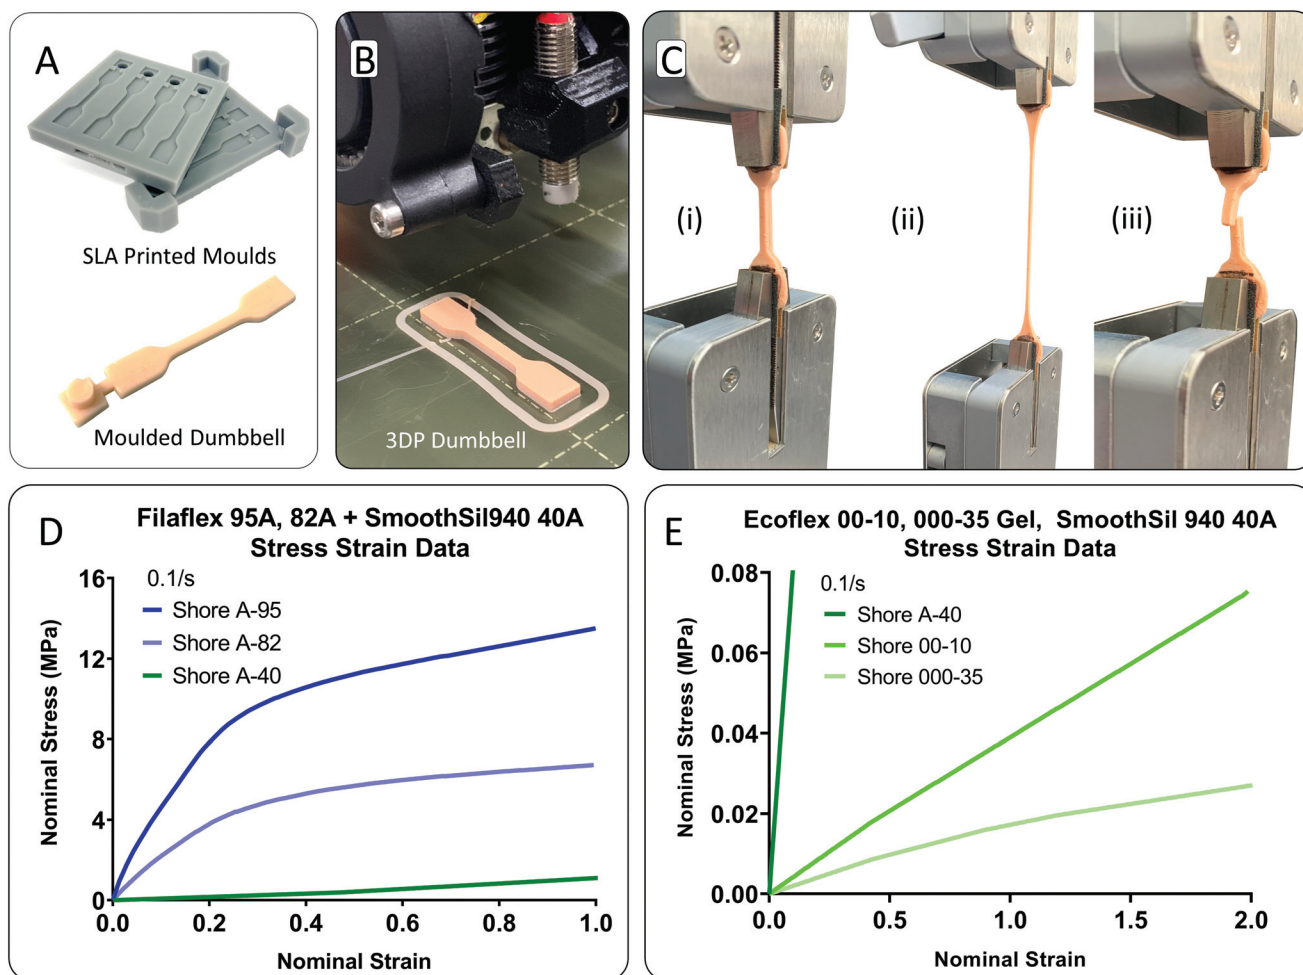 A
SLA Printed Moulds
Moulded Dumbbell
B
3DP Dumbbell
C
(i)
(ii)
(iii)
D
Filaflex 95A, 82A + SmoothSil940 40A
Stress Strain Data
0.1/s
Shore A-95
Shore A-82
Shore A-40
Nominal Stress (MPa)
16
12
8
4
0
0.0 0.2 0.4 0.6 0.8 1.0
Nominal Strain
E
Ecoflex 00-10, 000-35 Gel, SmoothSil 940 40A
Stress Strain Data
0.1/s
Shore A-40
Shore 00-10
Shore 000-35
Nominal Stress (MPa)
0.08
0.06
0.04
0.02
0.00
0.0 0.5 1.0 1.5 2.0
Nominal Strain